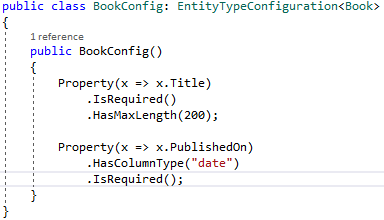 public class BookConfig: EntityTypeConfiguration<Book>
{
1 reference
public BookConfig()
{
Property(x => x.Title)
.IsRequired()
.HasMaxLength(200);
Property(x => x.PublishedOn)
.HasColumnType("date")
.IsRequired();
}
}